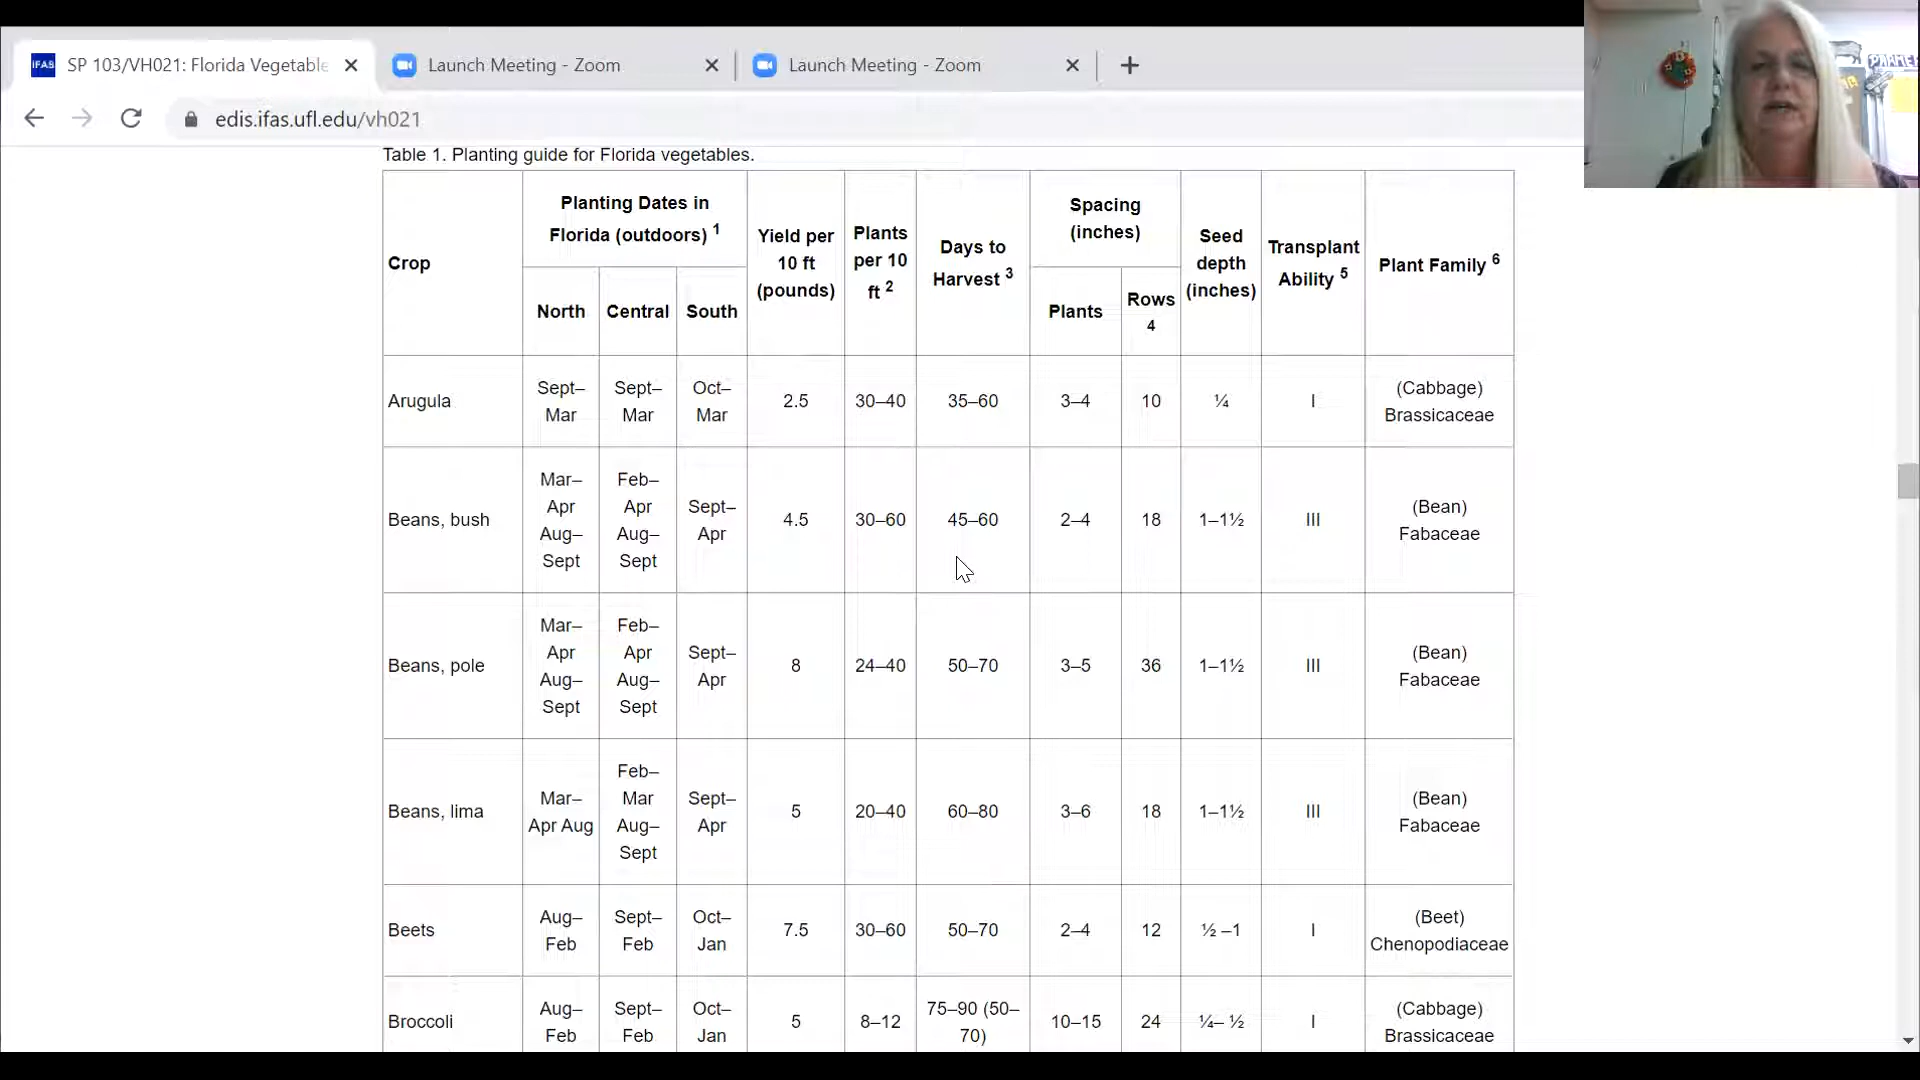 IFAS SP 103/VH021: Florida Vegetable
Launch Meeting - Zoom
Launch Meeting - Zoom
edis.ifas.ufl.edu/vh021
Table 1. Planting guide for Florida vegetables.
Crop
Planting Dates in
Florida (outdoors) 1
North Central South
Yield per
10 ft
(pounds)
Plants
per 10
ft 2
Days to
Harvest 3
Spacing
(inches)
Plants
Rows
4
Seed
depth
(inches)
Transplant
Ability 5
Plant Family 6
Arugula
Sept–
Mar
Sept–
Mar
Oct–
Mar
2.5
30–40
35–60
3–4
10
¼
I
(Cabbage)
Brassicaceae
Beans, bush
Mar–
Apr
Aug–
Sept
Feb–
Apr
Aug–
Sept
Sept–
Apr
4.5
30–60
45–60
2–4
18
1–1½
III
(Bean)
Fabaceae
Beans, pole
Mar–
Apr
Aug–
Sept
Feb–
Apr
Aug–
Sept
Sept–
Apr
8
24–40
50–70
3–5
36
1–1½
III
(Bean)
Fabaceae
Beans, lima
Mar–
Apr Aug
Feb–
Mar
Aug–
Sept
Sept–
Apr
5
20–40
60–80
3–6
18
1–1½
III
(Bean)
Fabaceae
Beets
Aug–
Feb
Sept–
Feb
Oct–
Jan
7.5
30–60
50–70
2–4
12
½ –1
I
(Beet)
Chenopodiaceae
Broccoli
Aug–
Feb
Sept–
Feb
Oct–
Jan
5
8–12
75–90 (50–
70)
10–15
24
¼– ½
I
(Cabbage)
Brassicaceae